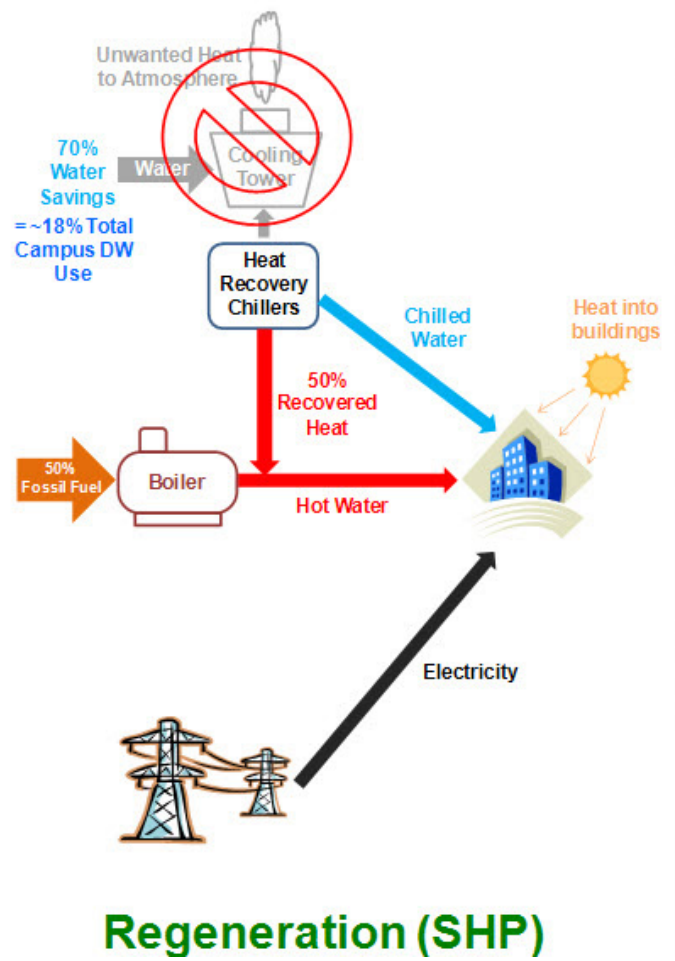 Unwanted Heat
to Atmosphere
70%
Water
Savings
= ~18% Total
Campus DW
Use
Water
Cooling
Tower
Heat
Recovery
Chillers
Chilled
Water
Heat into
buildings
50%
Recovered
Heat
50%
Fossil Fuel
Boiler
Hot Water
Electricity
Regeneration (SHP)